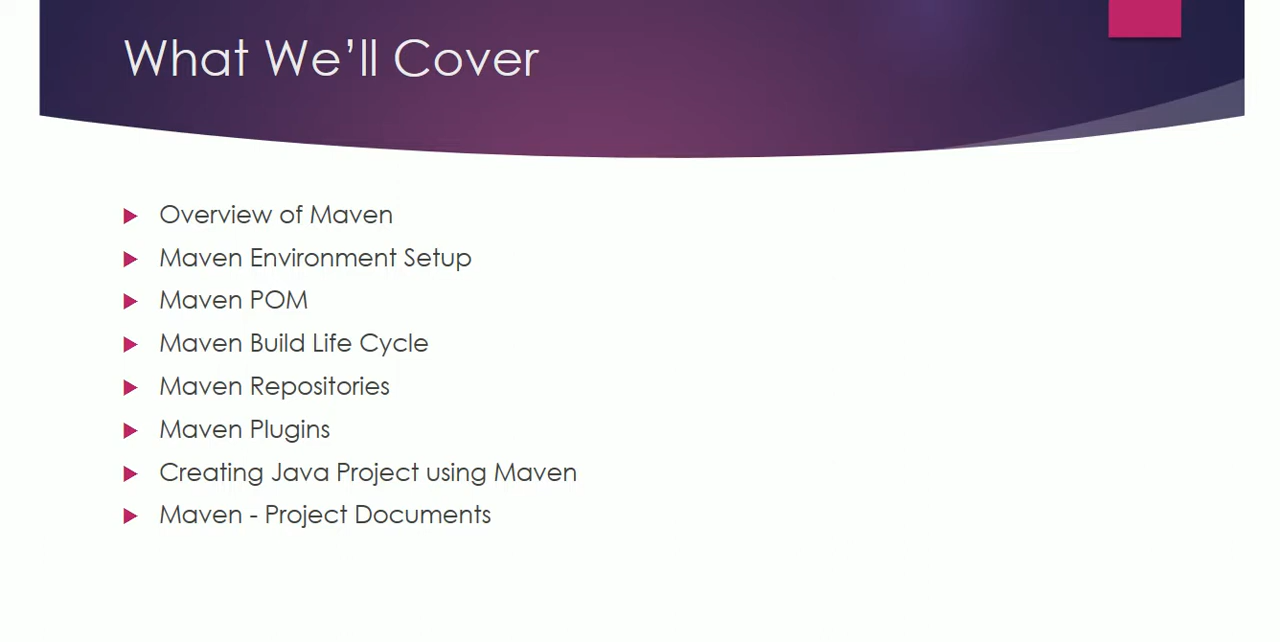 What We’ll Cover
Overview of Maven
Maven Environment Setup
Maven POM
Maven Build Life Cycle
Maven Repositories
Maven Plugins
Creating Java Project using Maven
Maven - Project Documents